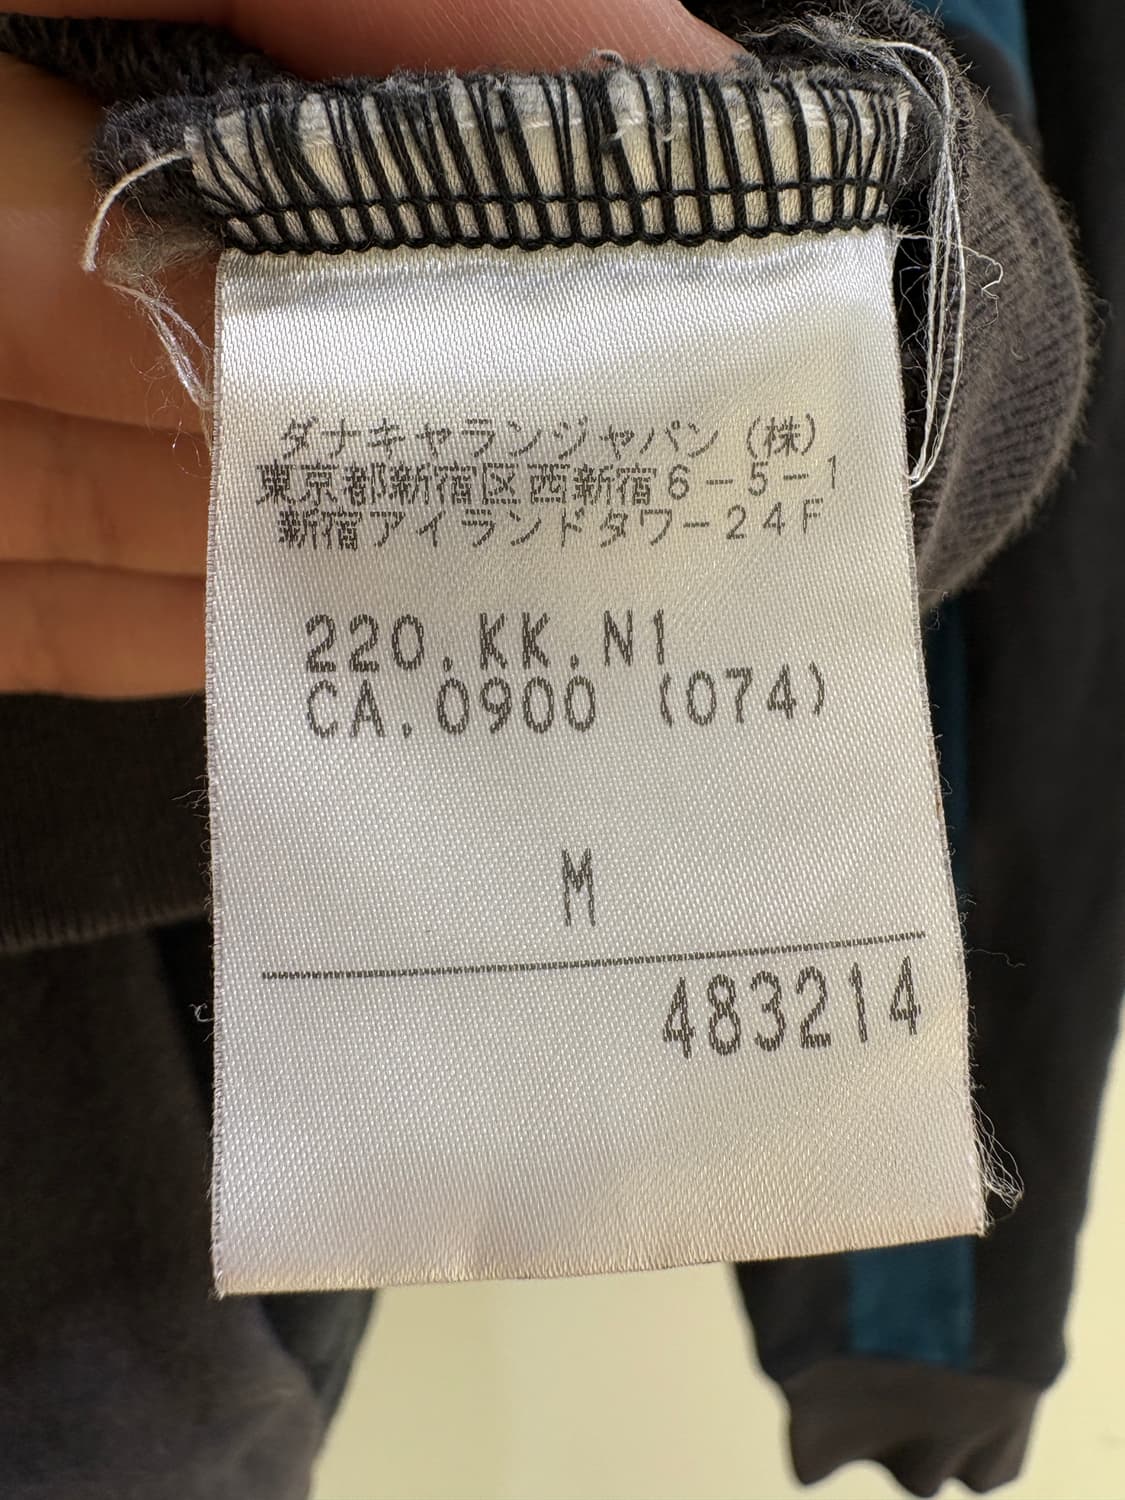 ダナキャランジャパン (株)
東京都新宿区西新宿6-5-1
新宿アイランドタワー24F
220.KK.N1
CA.0900 (074)
M
483214